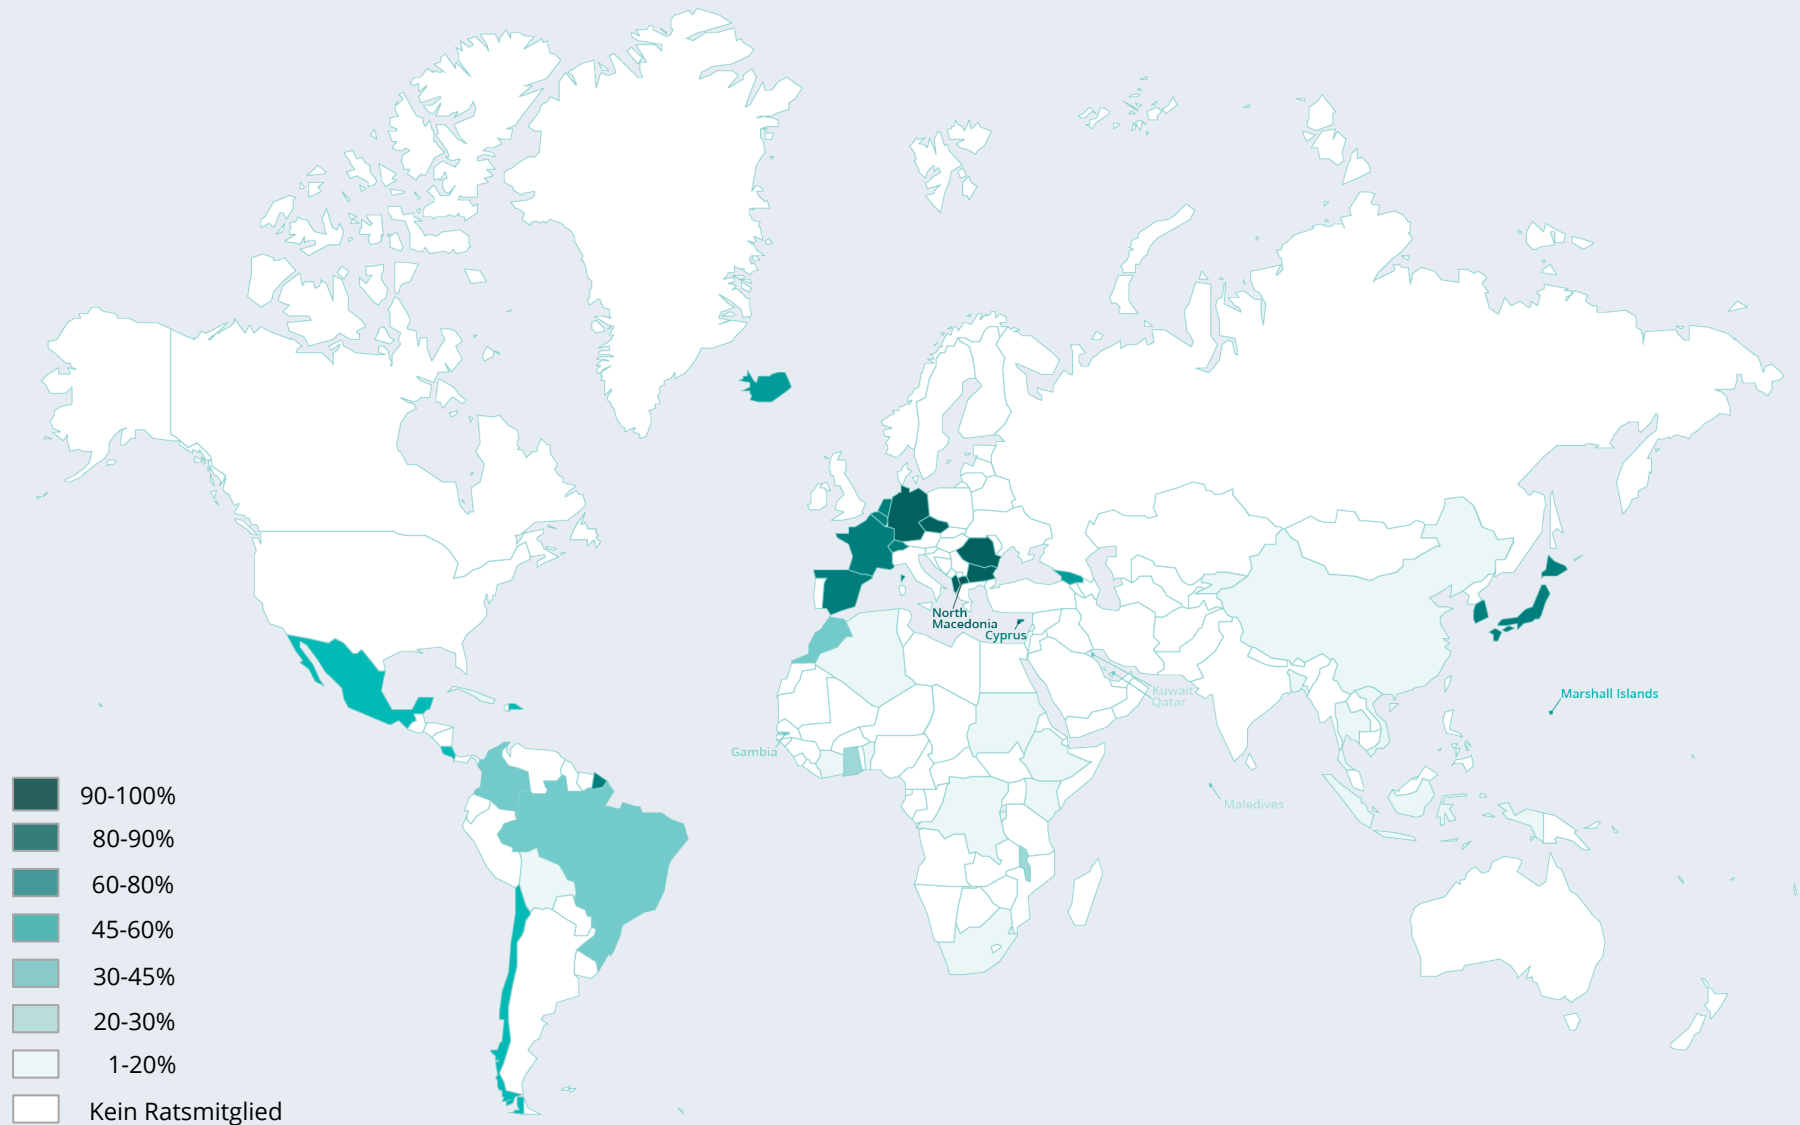 North
Macedonia
Cyprus
Kuwait
Qatar
Marshall Islands
Gambia
Maledives
90-100%
80-90%
60-80%
45-60%
30-45%
20-30%
1-20%
Kein Ratsmitglied